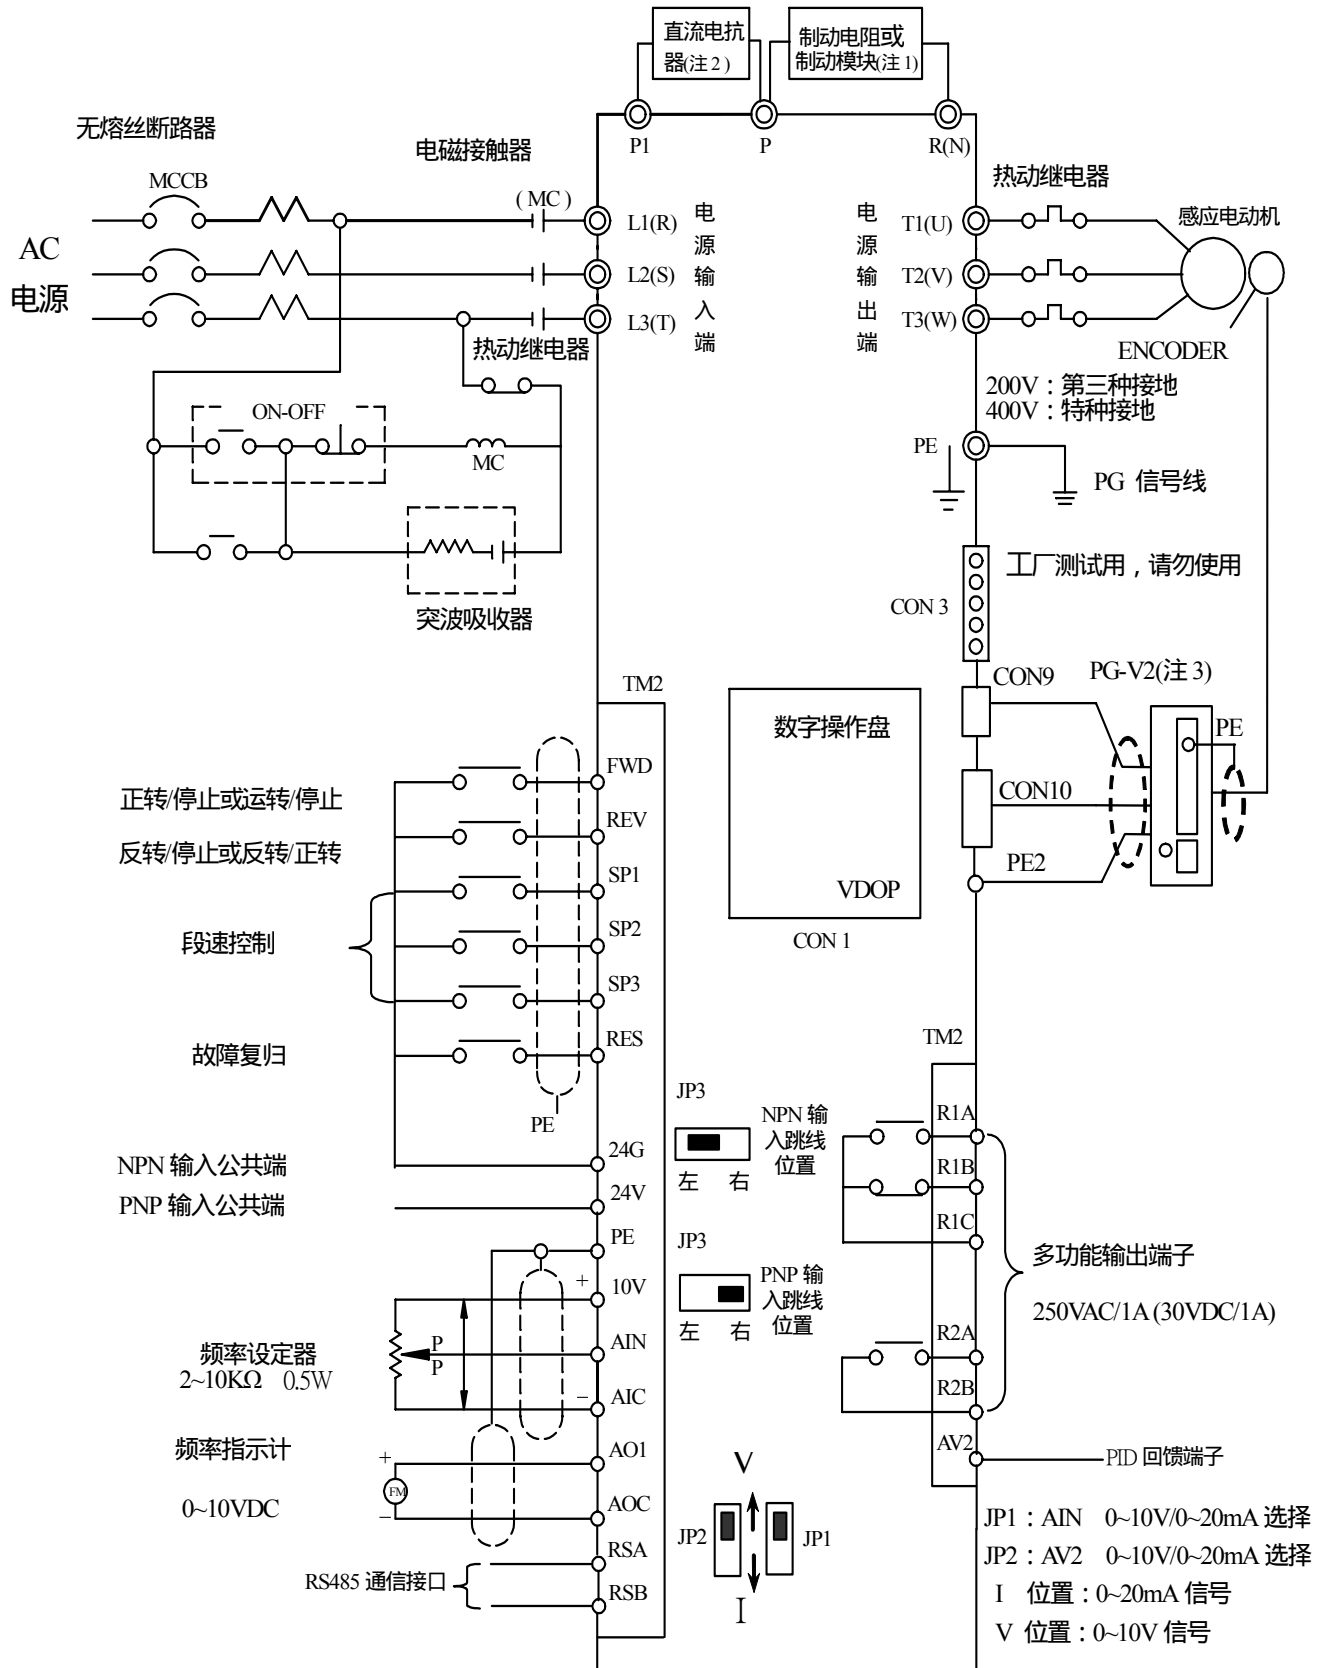 直流电抗
器(注 2 )
制动电阻或
制动模块(注 1)
无熔丝断路器
电磁接触器
P1
P
R(N)
热动继电器
MCCB
( MC )
感应电动机
AC
电源
L1(R)
L2(S)
L3(T)
电源输入端
电源输出端
T1(U)
T2(V)
T3(W)
热动继电器
ENCODER
200V：第三种接地
400V：特种接地
ON-OFF
MC
PE
PG 信号线
突波吸收器
CON 3
工厂测试用，请勿使用
TM2
CON9
PG-V2(注 3)
数字操作盘
VDOP
CON 1
PE
CON10
PE2
正转/停止或运转/停止
FWD
反转/停止或反转/正转
REV
SP1
段速控制
SP2
SP3
故障复归
RES
PE
NPN 输入公共端
24G
PNP 输入公共端
24V
JP3
NPN 输
入跳线
位置
左 右
JP3
PNP 输
入跳线
位置
左 右
TM2
R1A
R1B
R1C
多功能输出端子
250VAC/1A (30VDC/1A)
R2A
R2B
AV2
PID 回馈端子
PE
+
10V
P
AIN
P
频率设定器
2~10KΩ 0.5W
−
AIC
频率指示计
0~10VDC
+
FM
−
AO1
AOC
RS485 通信接口
RSA
RSB
V
JP2
JP1
I
JP1：AIN 0~10V/0~20mA 选择
JP2：AV2 0~10V/0~20mA 选择
I 位置：0~20mA 信号
V 位置：0~10V 信号